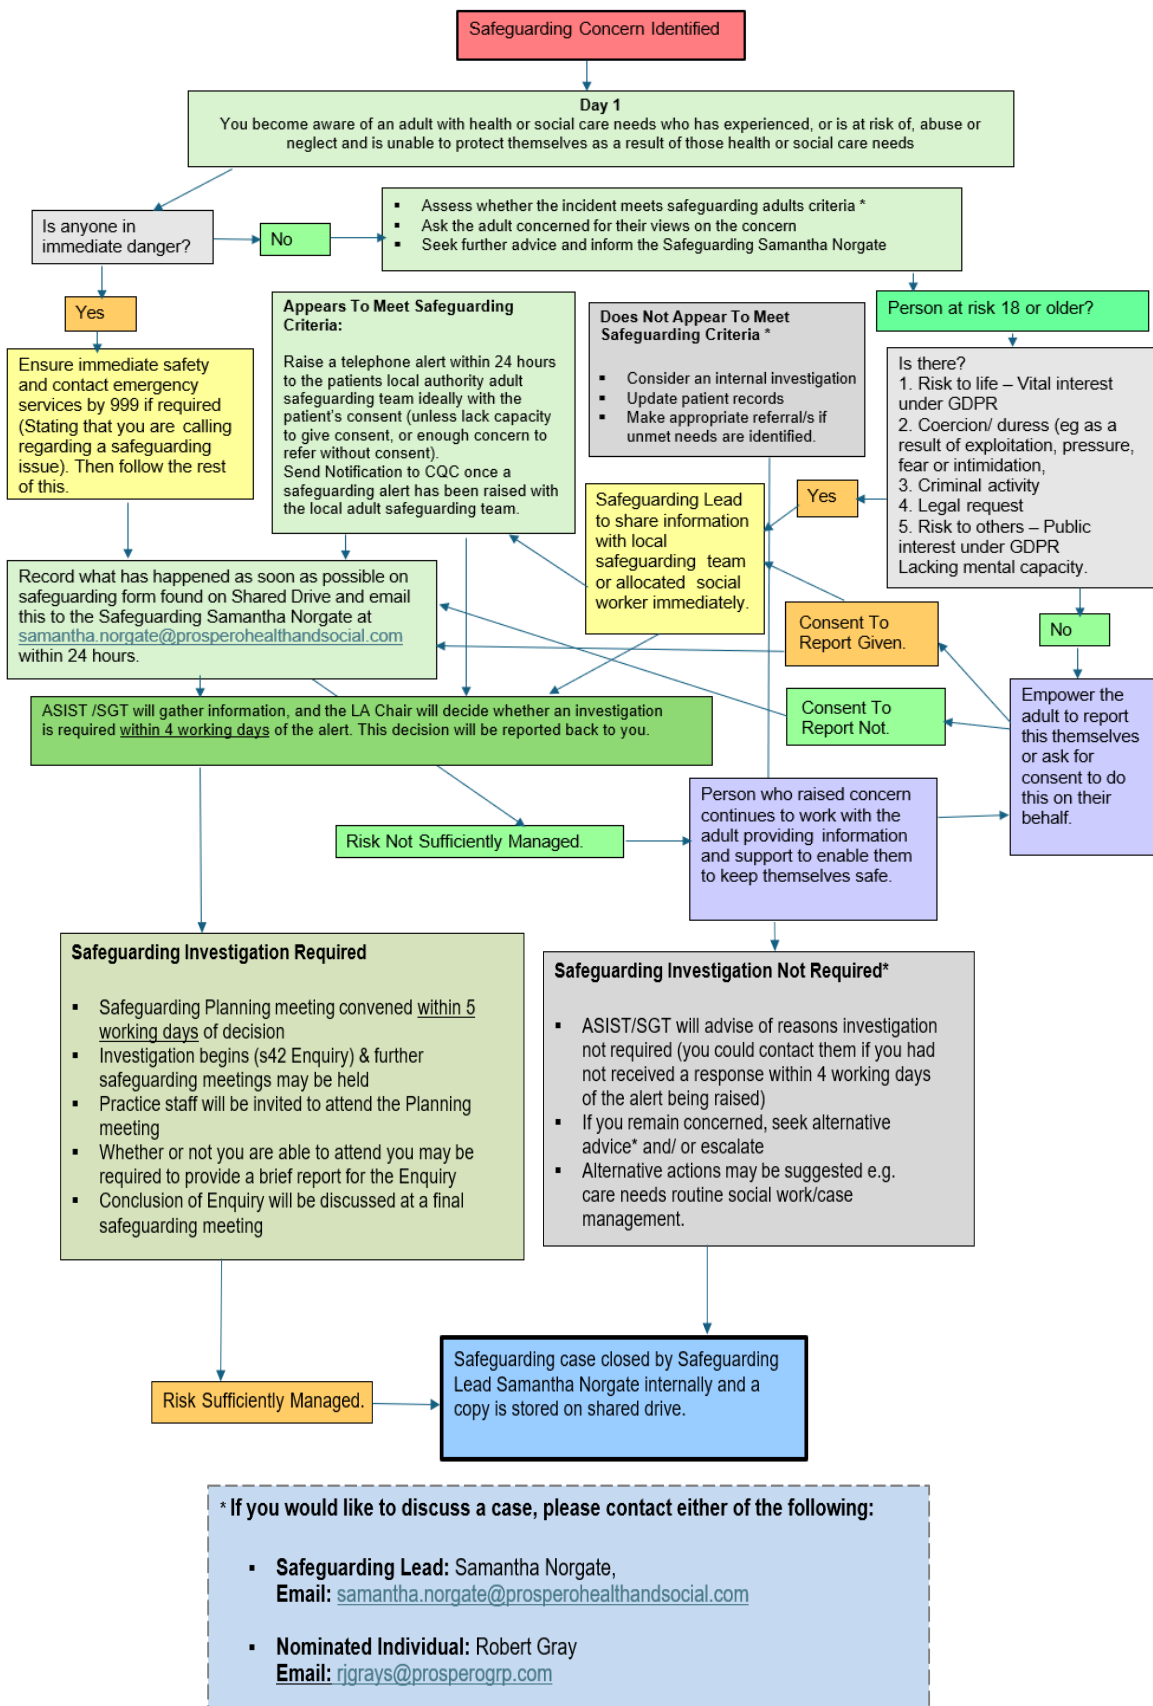 Safeguarding Concern Identified
Day 1
You become aware of an adult with health or social care needs who has experienced, or is at risk of, abuse or
neglect and is unable to protect themselves as a result of those health or social care needs
Is anyone in
immediate danger?
No
▪ Assess whether the incident meets safeguarding adults criteria *
▪ Ask the adult concerned for their views on the concern
▪ Seek further advice and inform the Safeguarding Samantha Norgate
Yes
Appears To Meet Safeguarding
Criteria:
Raise a telephone alert within 24 hours
to the patients local authority adult
safeguarding team ideally with the
patient's consent (unless lack capacity
to give consent, or enough concern to
refer without consent).
Send Notification to CQC once a
safeguarding alert has been raised with
the local adult safeguarding team.
Does Not Appear To Meet
Safeguarding Criteria *
▪ Consider an internal investigation
▪ Update patient records
▪ Make appropriate referral/s if
unmet needs are identified.
Person at risk 18 or older?
Ensure immediate safety
and contact emergency
services by 999 if required
(Stating that you are calling
regarding a safeguarding
issue). Then follow the rest
of this.
Is there?
1. Risk to life – Vital interest
under GDPR
2. Coercion/ duress (eg as a
result of exploitation, pressure,
fear or intimidation,
3. Criminal activity
4. Legal request
5. Risk to others – Public
interest under GDPR
Lacking mental capacity.
Yes
Safeguarding Lead
to share information
with local
safeguarding team
or allocated social
worker immediately.
Record what has happened as soon as possible on
safeguarding form found on Shared Drive and email
this to the Safeguarding Samantha Norgate at
samantha.norgate@prosperohealthandsocial.com
within 24 hours.
Consent To
Report Given.
No
Consent To
Report Not.
Empower the
adult to report
this themselves
or ask for
consent to do
this on their
behalf.
ASIST /SGT will gather information, and the LA Chair will decide whether an investigation
is required within 4 working days of the alert. This decision will be reported back to you.
Risk Not Sufficiently Managed.
Person who raised concern
continues to work with the
adult providing information
and support to enable them
to keep themselves safe.
Safeguarding Investigation Required
▪ Safeguarding Planning meeting convened within 5
working days of decision
▪ Investigation begins (s42 Enquiry) & further
safeguarding meetings may be held
▪ Practice staff will be invited to attend the Planning
meeting
▪ Whether or not you are able to attend you may be
required to provide a brief report for the Enquiry
▪ Conclusion of Enquiry will be discussed at a final
safeguarding meeting
Safeguarding Investigation Not Required*
▪ ASIST/SGT will advise of reasons investigation
not required (you could contact them if you had
not received a response within 4 working days
of the alert being raised)
▪ If you remain concerned, seek alternative
advice* and/ or escalate
▪ Alternative actions may be suggested e.g.
care needs routine social work/case
management.
Risk Sufficiently Managed.
Safeguarding case closed by Safeguarding
Lead Samantha Norgate internally and a
copy is stored on shared drive.
* If you would like to discuss a case, please contact either of the following:
▪ Safeguarding Lead: Samantha Norgate,
Email: samantha.norgate@prosperohealthandsocial.com
▪ Nominated Individual: Robert Gray
Email: rjgrays@prosperogrp.com